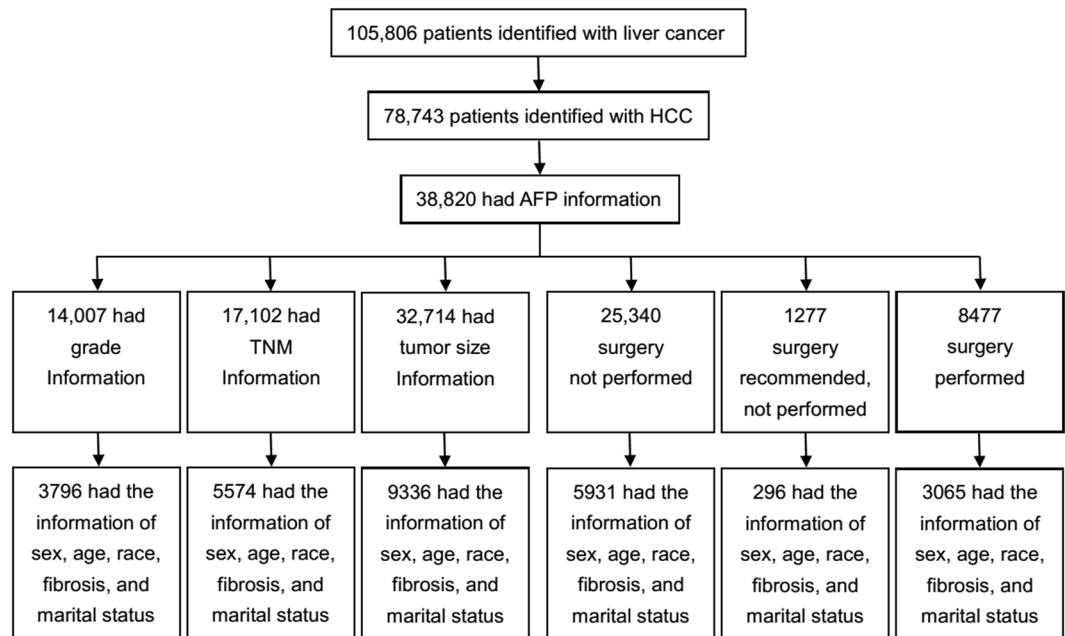 105,806 patients identified with liver cancer
78,743 patients identified with HCC
38,820 had AFP information
14,007 had
grade
Information
17,102 had
TNM
Information
32,714 had
tumor size
Information
25,340
surgery
not performed
1277
surgery
recommended,
not performed
8477
surgery
performed
3796 had the
information of
sex, age, race,
fibrosis, and
marital status
5574 had the
information of
sex, age, race,
fibrosis, and
marital status
9336 had the
information of
sex, age, race,
fibrosis, and
marital status
5931 had the
information of
sex, age, race,
fibrosis, and
marital status
296 had the
information of
sex, age, race,
fibrosis, and
marital status
3065 had the
information of
sex, age, race,
fibrosis, and
marital status